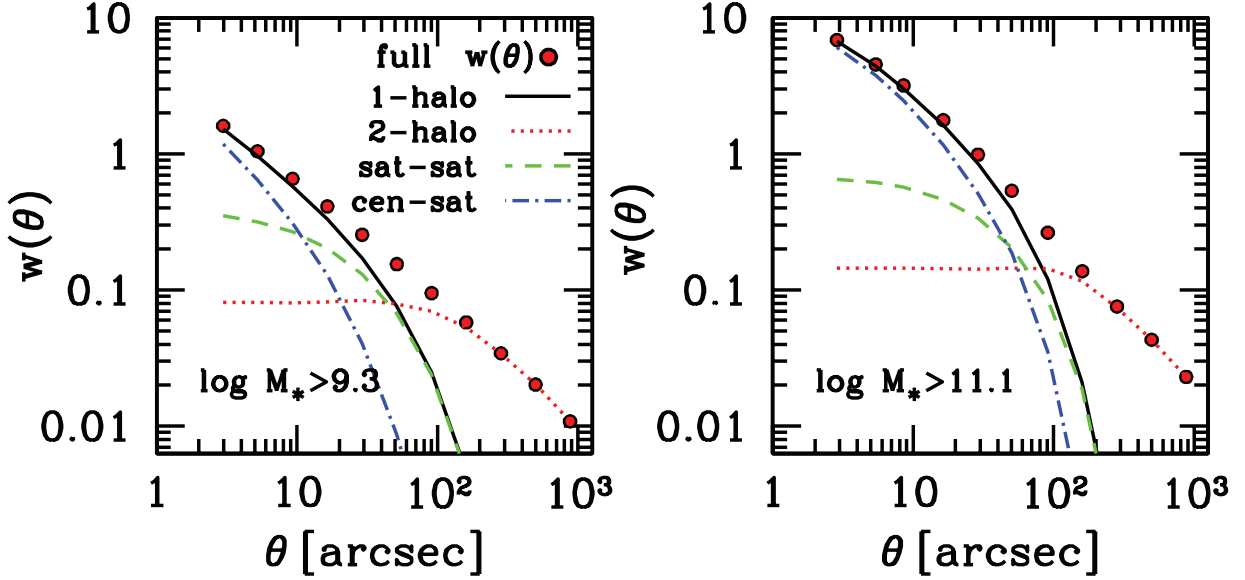 10
1
0.1
0.01
w(θ)
full w(θ)
1-halo
2-halo
sat-sat
cen-sat
log M*>9.3
1 10 10² 10³
θ [arcsec]
10
1
0.1
0.01
w(θ)
log M*>11.1
1 10 10² 10³
θ [arcsec]